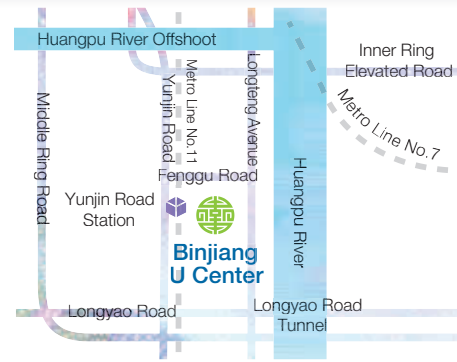 Huangpu River Offshoot
Inner Ring
Elevated Road
Middle Ring Road
Yunjin Road
Metro Line No.11
Longteng Avenue
Metro Line No.7
Fenggu Road
Huangpu River
Yunjin Road
Station
Binjiang
U Center
Longyao Road
Longyao Road
Tunnel